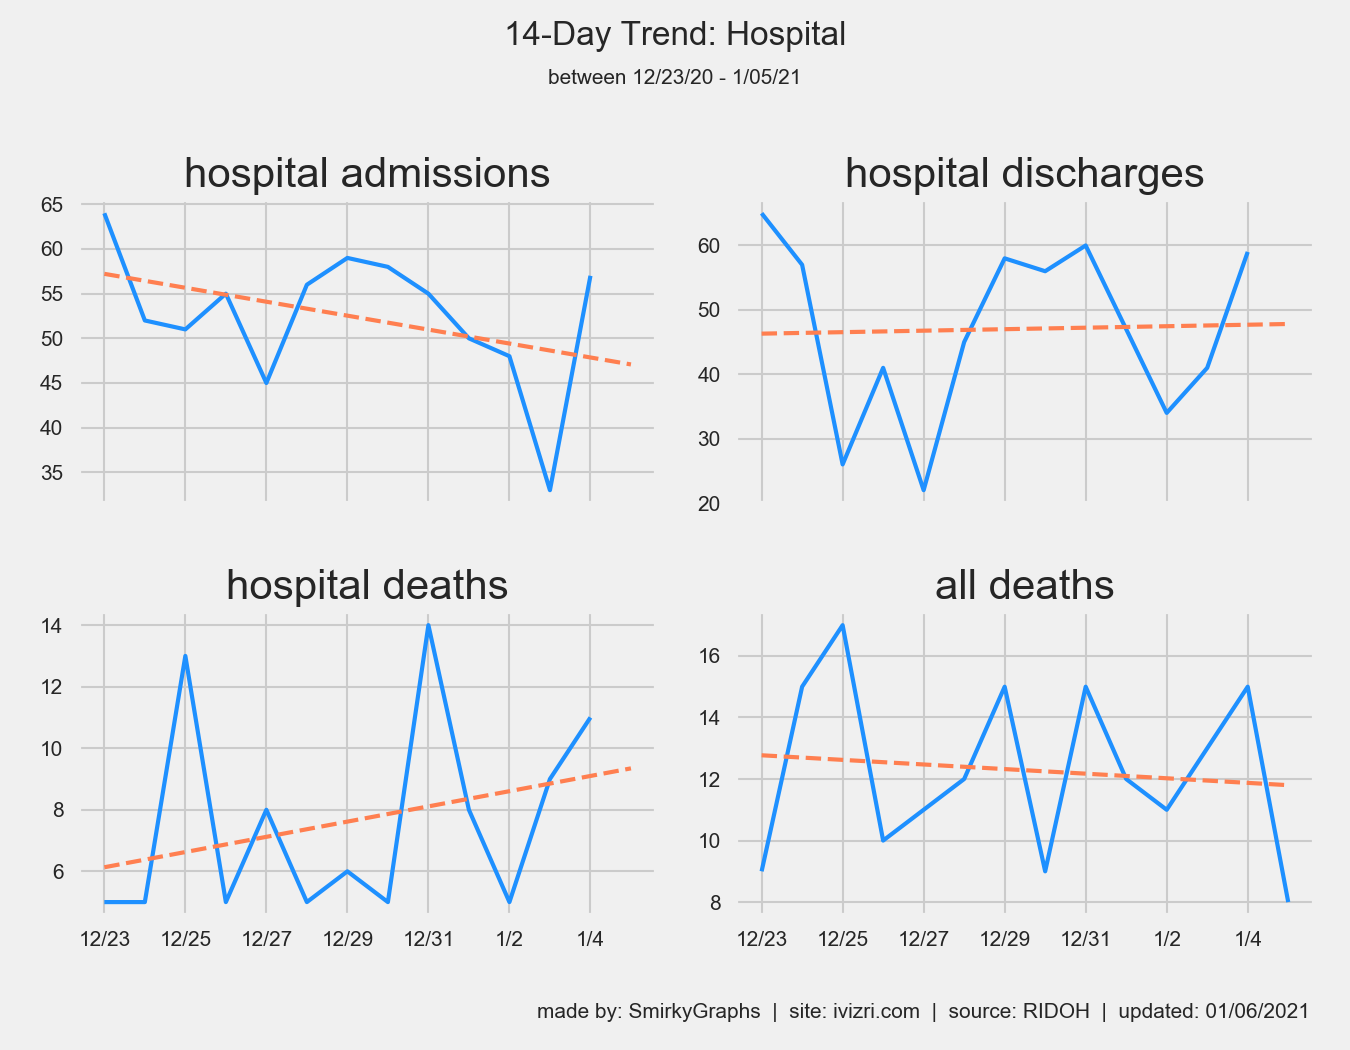 14-Day Trend: Hospital
between 12/23/20 - 1/05/21
hospital admissions
65
60
55
50
45
40
35
hospital discharges
60
50
40
30
20
hospital deaths
14
12
10
8
6
12/23 12/25 12/27 12/29 12/31 1/2 1/4
all deaths
16
14
12
10
8
12/23 12/25 12/27 12/29 12/31 1/2 1/4
made by: SmirkyGraphs | site: ivizri.com | source: RIDOH | updated: 01/06/2021